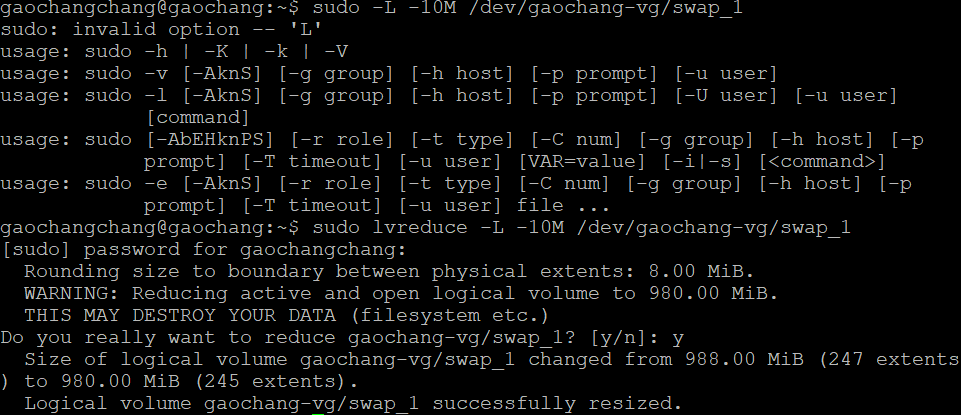 gaochangchang@gaochang:~$ sudo -L -10M /dev/gaochang-vg/swap_1
sudo: invalid option -- 'L'
usage: sudo -h | -K | -k | -V
usage: sudo -v [-AknS] [-g group] [-h host] [-p prompt] [-u user]
usage: sudo -l [-AknS] [-g group] [-h host] [-p prompt] [-U user] [-u user]
[command]
usage: sudo [-AbEHknPS] [-r role] [-t type] [-C num] [-g group] [-h host] [-p
prompt] [-T timeout] [-u user] [VAR=value] [-i|-s] [<command>]
usage: sudo -e [-AknS] [-r role] [-t type] [-C num] [-g group] [-h host] [-p
prompt] [-T timeout] [-u user] file ...
gaochangchang@gaochang:~$ sudo lvreduce -L -10M /dev/gaochang-vg/swap_1
[sudo] password for gaochangchang:
Rounding size to boundary between physical extents: 8.00 MiB.
WARNING: Reducing active and open logical volume to 980.00 MiB.
THIS MAY DESTROY YOUR DATA (filesystem etc.)
Do you really want to reduce gaochang-vg/swap_1? [y/n]: y
Size of logical volume gaochang-vg/swap_1 changed from 988.00 MiB (247 extents
) to 980.00 MiB (245 extents).
Logical volume gaochang-vg/swap_1 successfully resized.